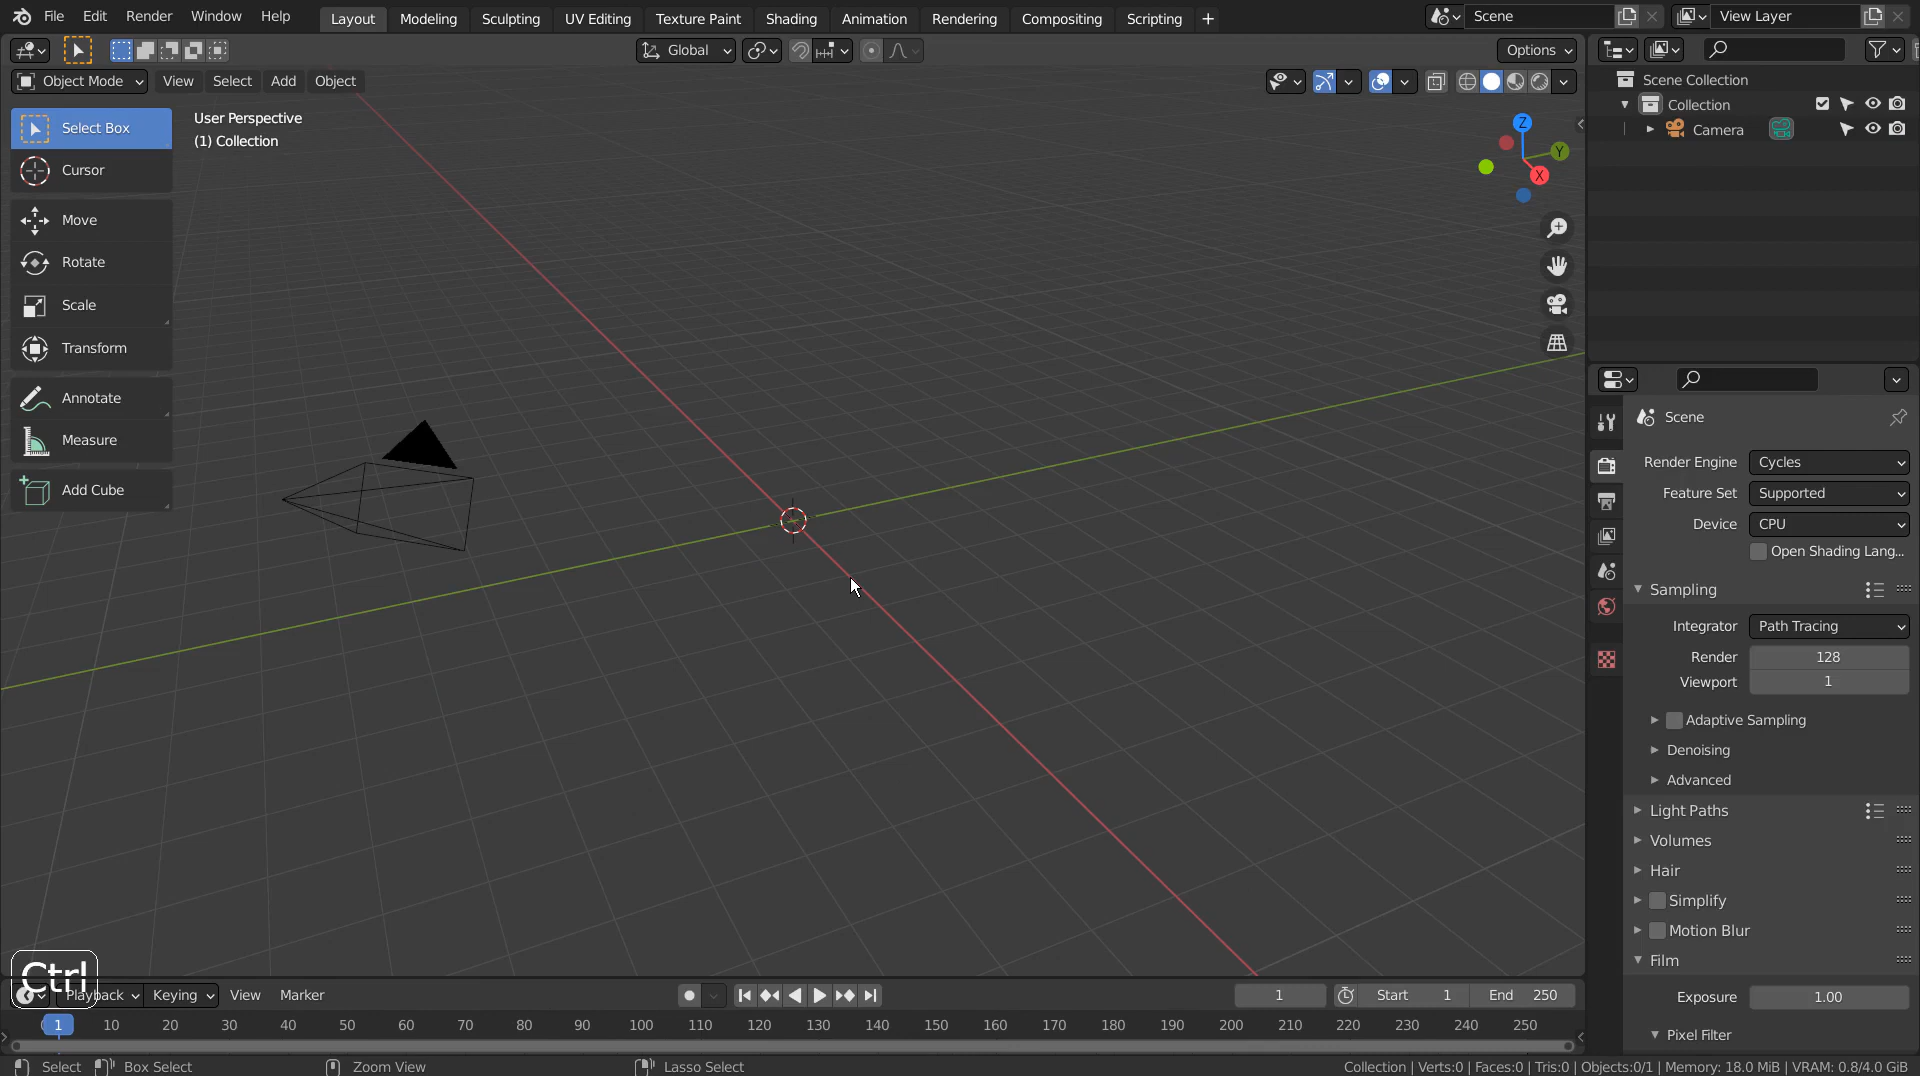 File Edit Render Window Help Layout Modeling Sculpting UV Editing Texture Paint Shading Animation Rendering Compositing Scripting + Scene View Layer
Global Options
Object Mode View Select Add Object
Select Box
Cursor
Move
Rotate
Scale
Transform
Annotate
Measure
Add Cube
User Perspective
(1) Collection
Z
Y
X
Scene Collection
Collection
Camera
Scene
Render Engine Cycles
Feature Set Supported
Device CPU
Open Shading Lang...
Sampling
Integrator Path Tracing
Render 128
Viewport 1
Adaptive Sampling
Denoising
Advanced
Light Paths
Volumes
Hair
Simplify
Motion Blur
Film
Exposure 1.00
Pixel Filter
Ctrl
Playback Keying View Marker 1 Start 1 End 250
1 10 20 30 40 50 60 70 80 90 100 110 120 130 140 150 160 170 180 190 200 210 220 230 240 250
Select Box Select Zoom View Lasso Select Collection | Verts:0 | Faces:0 | Tris:0 | Objects:0/1 | Memory: 18.0 MiB | VRAM: 0.8/4.0 GiB